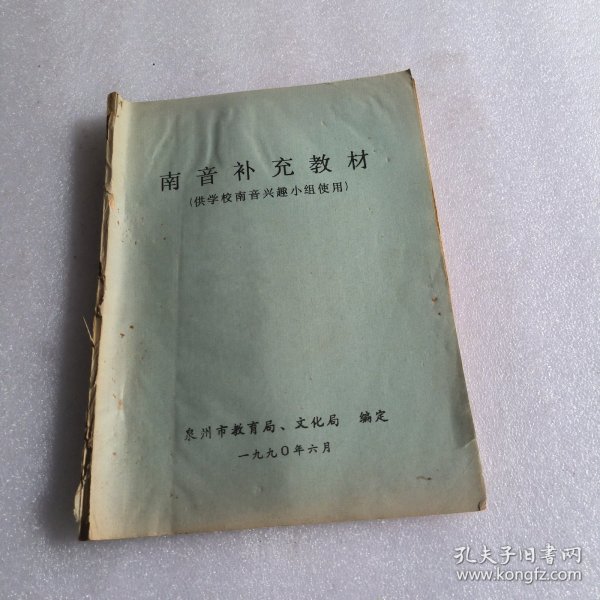 南音补充教材
(供学校南音兴趣小组使用)
泉州市教育局、文化局 编定
一九九〇年六月
孔夫子旧书网
www.kongfz.com